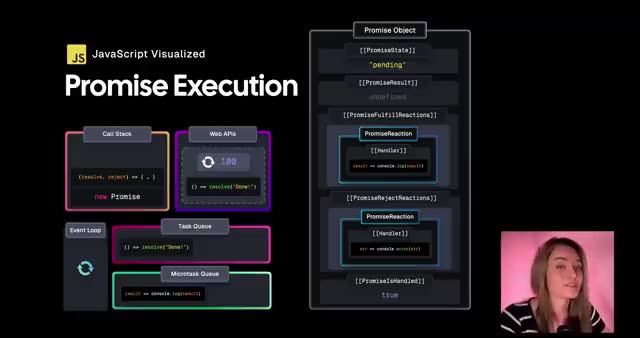 JS
JavaScript Visualized
Promise Execution
Call Stack
(resolve, reject) => { … }
new Promise
Web APIs
100
() => resolve("Done!")
Event Loop
Task Queue
() => resolve("Done!")
Microtask Queue
result => console.log(result)
Promise Object
[[PromiseState]]
"pending"
[[PromiseResult]]
undefined
[[PromiseFulfillReactions]]
PromiseReaction
[[Handler]]
result => console.log(result)
[[PromiseRejectReactions]]
PromiseReaction
[[Handler]]
err => console.error(err)
[[PromiseIsHandled]]
true